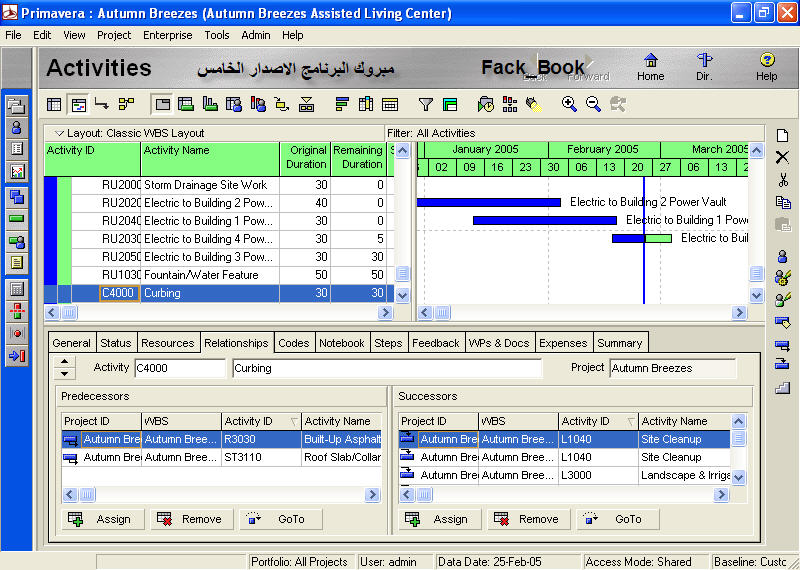 Primavera : Autumn Breezes (Autumn Breezes Assisted Living Center)
File Edit View Project Enterprise Tools Admin Help
Activities
مبروك البرنامج الاصدار الخامس
Fack_Book
Forward
Home
Dir.
Help
Layout: Classic WBS Layout
Filter: All Activities
Activity ID Activity Name Original Duration Remaining Duration S
January 2005 February 2005 March 2005
02 09 16 23 30 06 13 20 27 06 13 2
RU2000 Storm Drainage Site Work 30 0
RU2020 Electric to Building 2 Pow... 40 0
Electric to Building 2 Power Vault
RU2040 Electric to Building 1 Pow... 30 0
Electric to Building 1 Powe
RU2030 Electric to Building 4 Pow... 30 5
Electric to Buil
RU2050 Electric to Building 3 Pow... 30 30
RU1030 Fountain/Water Feature 50 50
C4000 Curbing 30 30
General Status Resources Relationships Codes Notebook Steps Feedback WPs & Docs Expenses Summary
Activity C4000 Curbing Project Autumn Breezes
Predecessors
Project ID WBS Activity ID Activity Name
Autumn Bre Autumn Bree... R3030 Built-Up Asphalt
Autumn Bre Autumn Bree... ST3110 Roof Slab/Collar
Assign Remove GoTo
Successors
Project ID WBS Activity ID Activity Name
Autumn Bre Autumn Bree... L1040 Site Cleanup
Autumn Bre Autumn Bree... L1040 Site Cleanup
Autumn Bre Autumn Bree... L3000 Landscape & Irriga
Assign Remove GoTo
Portfolio: All Projects User: admin Data Date: 25-Feb-05 Access Mode: Shared Baseline: Custc